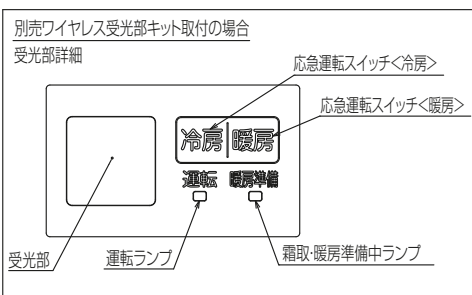 別売ワイヤレス受光部キット取付の場合
受光部詳細
応急運転スイッチ<冷房>
応急運転スイッチ<暖房>
冷房 暖房
運転 暖房準備
受光部
運転ランプ
霜取・暖房準備中ランプ